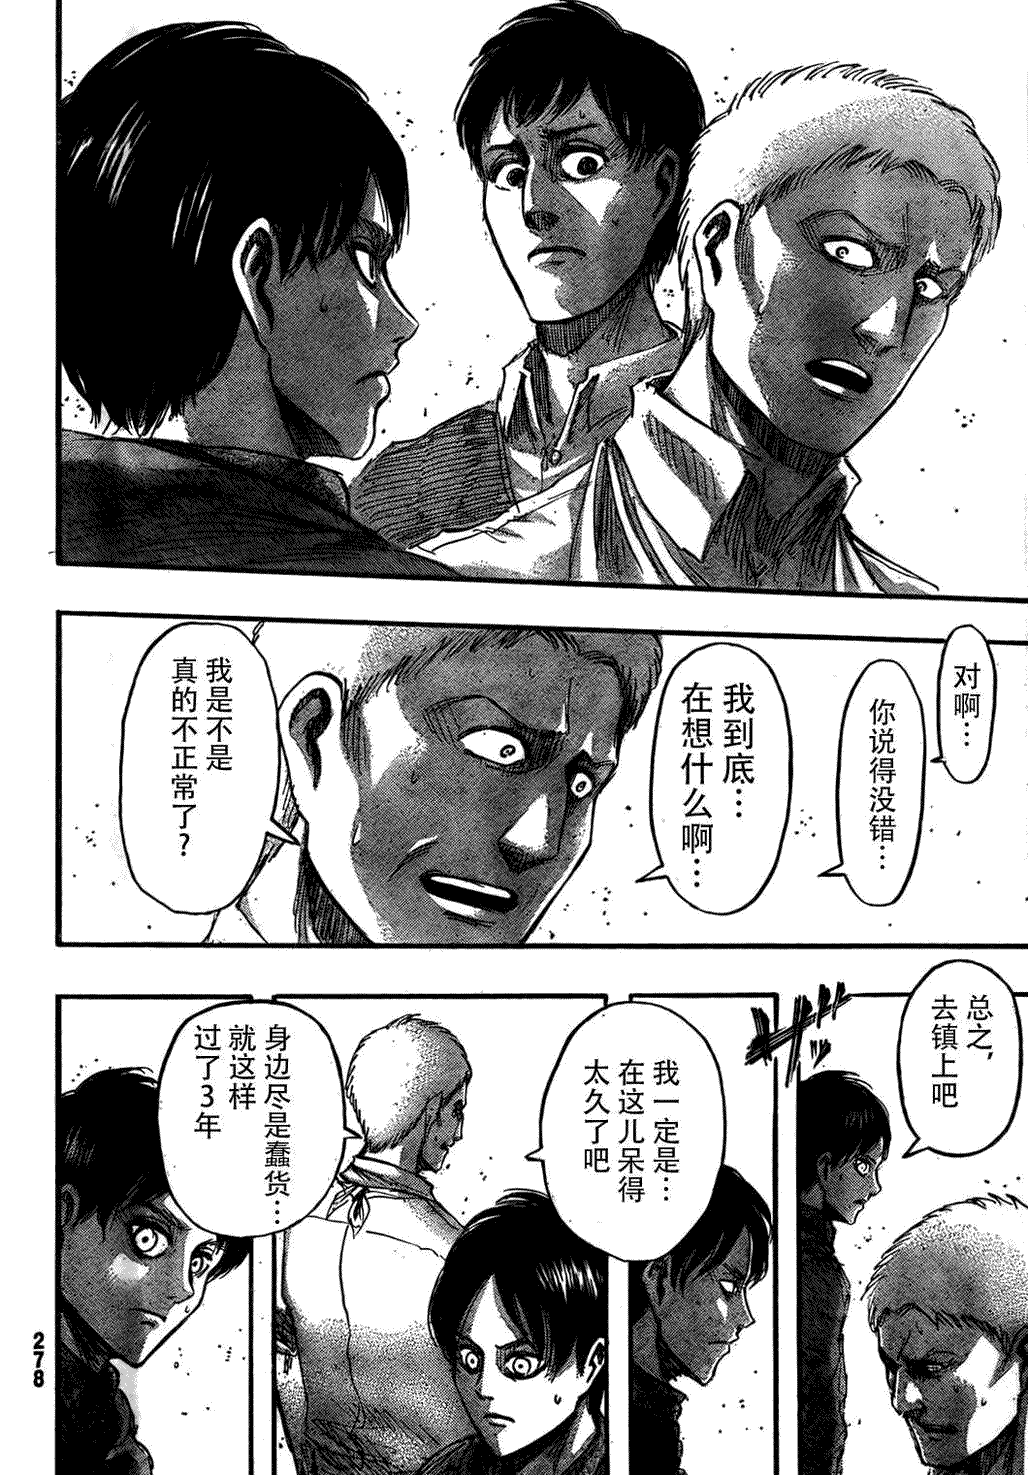 对啊…
你说得没错…
我到底…
在想什么啊…
我是不是
真的不正常了?
总之,
去镇上吧
我一定是…
在这儿呆得
太久了吧
身边尽是蠢货…
就这样
过了3年
278